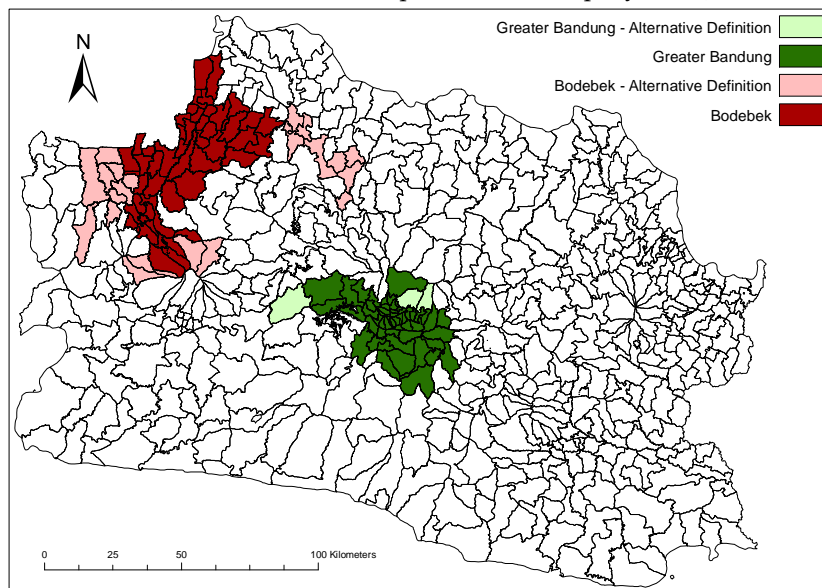 N
Greater Bandung - Alternative Definition
Greater Bandung
Bodebek - Alternative Definition
Bodebek
0 25 50 100 Kilometers